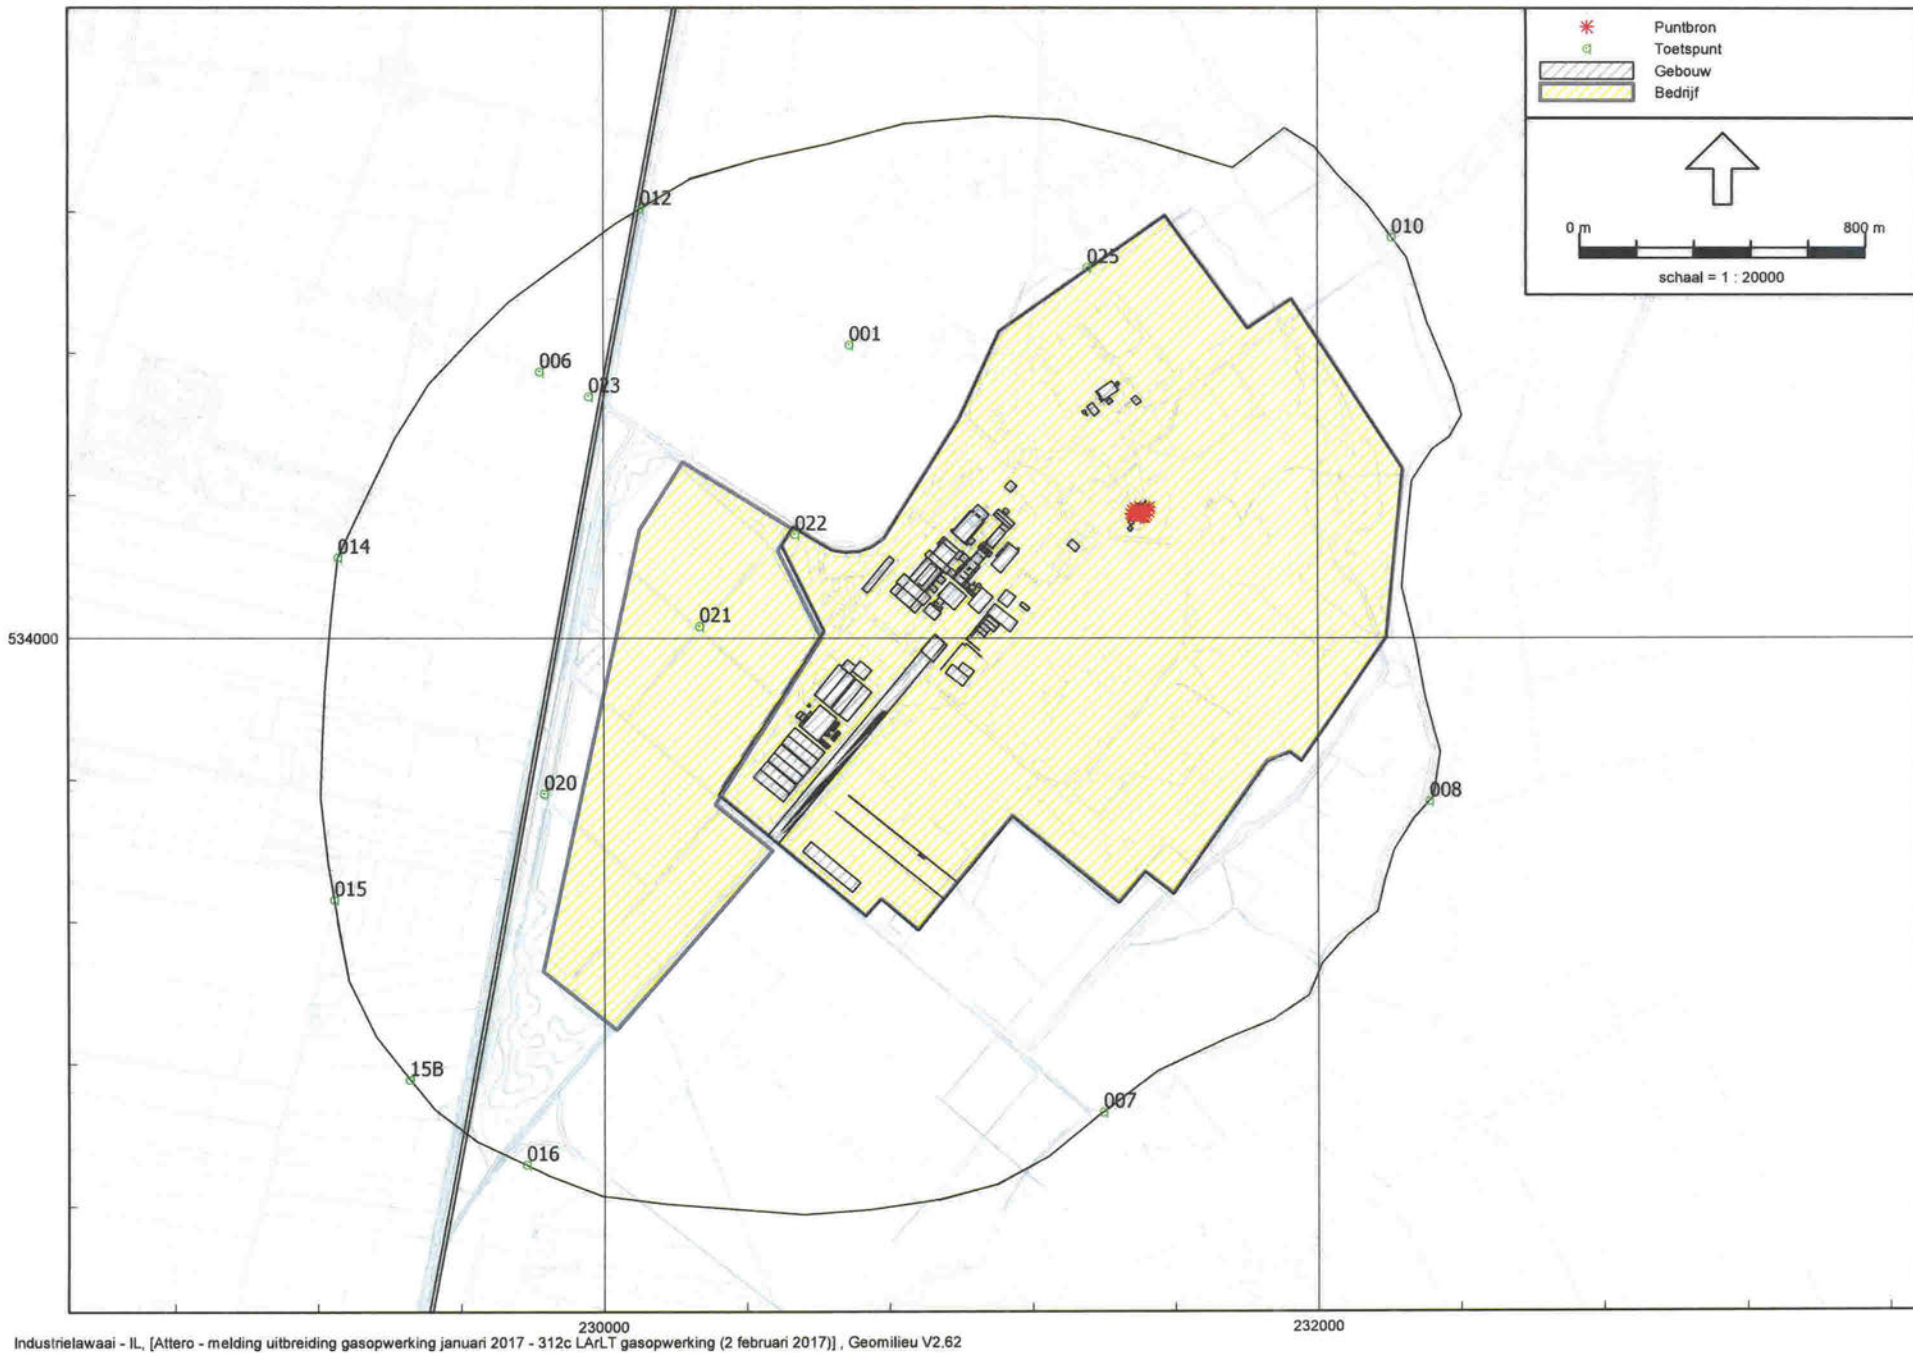 Puntbron
Toetspunt
Gebouw
Bedrijf
0 m 800 m
schaal = 1 : 20000
012
010
025
001
006
023
022
014
021
534000
020
008
015
15B
007
016
230000 232000
Industrielawaai - IL, [Attero - melding uitbreiding gasopwerking januari 2017 - 312c LArLT gasopwerking (2 februari 2017)] , Geomilieu V2.62